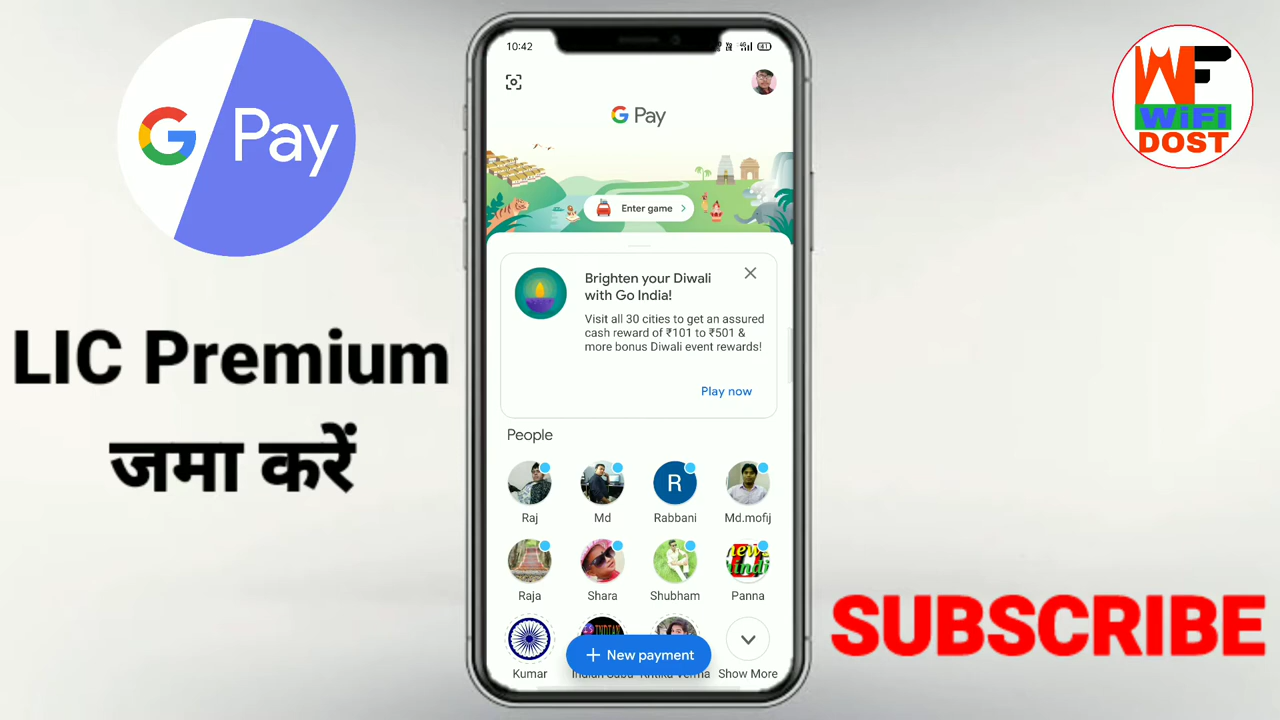 G Pay
LIC Premium
जमा करें
10:42
G Pay
Enter game
Brighten your Diwali
with Go India!
Visit all 30 cities to get an assured
cash reward of ₹101 to ₹501 &
more bonus Diwali event rewards!
Play now
People
Raj Md Rabbani Md.mofij
R
Raja Shara Shubham Panna
Kumar Show More
+ New payment
WF
WiFi
DOST
SUBSCRIBE